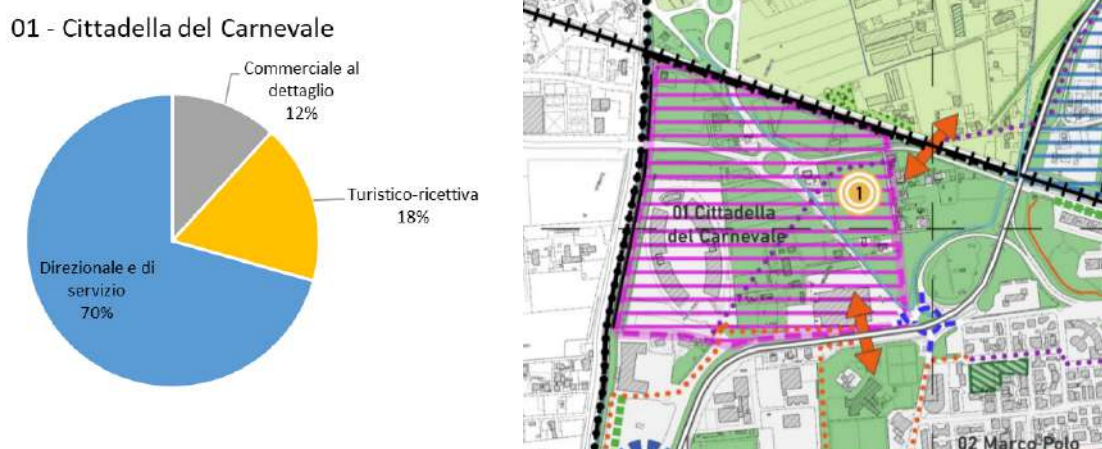 01 - Cittadella del Carnevale
Commerciale al
dettaglio
12%
Turistico-ricettiva
18%
Direzionale e di
servizio
70%
1
01 Cittadella
del Carnevale
02 Marco Polo